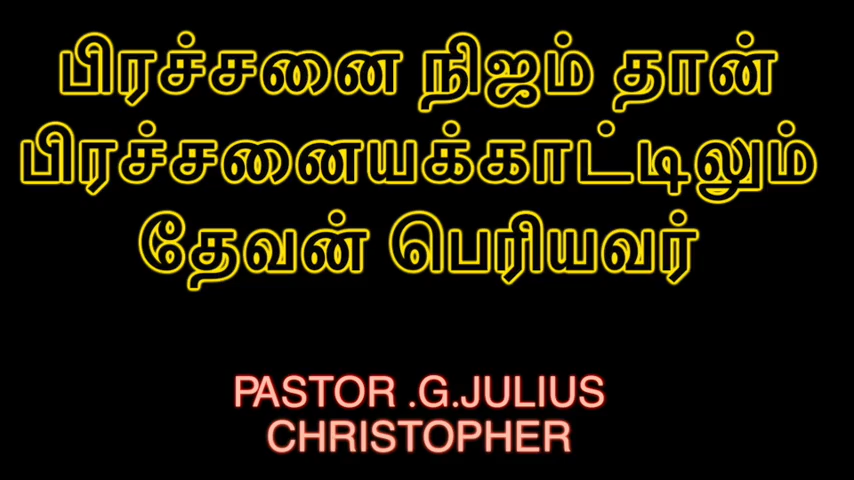 பிரச்சனை நிஜம் தான்
பிரச்சனையக்காட்டிலும்
தேவன் பெரியவர்
PASTOR .G.JULIUS
CHRISTOPHER